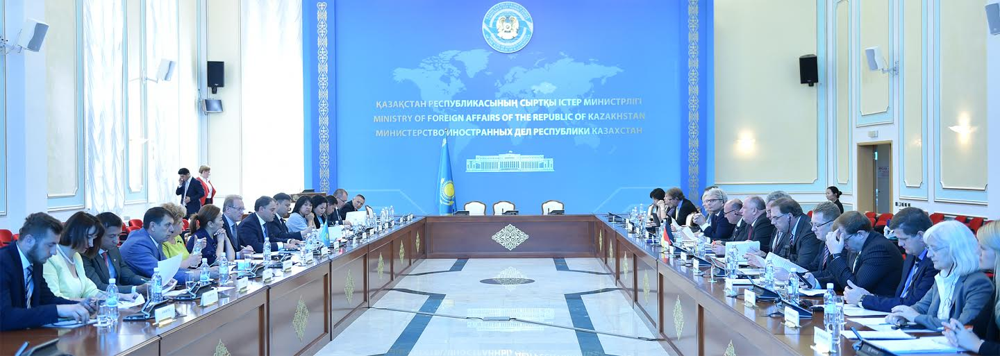 ҚАЗАҚСТАН РЕСПУБЛИКАСЫНЫҢ СЫРТҚЫ ІСТЕР МИНИСТРЛІГІ
MINISTRY OF FOREIGN AFFAIRS OF THE REPUBLIC OF KAZAKHSTAN
МИНИСТЕРСТВО ИНОСТРАННЫХ ДЕЛ РЕСПУБЛИКИ КАЗАХСТАН